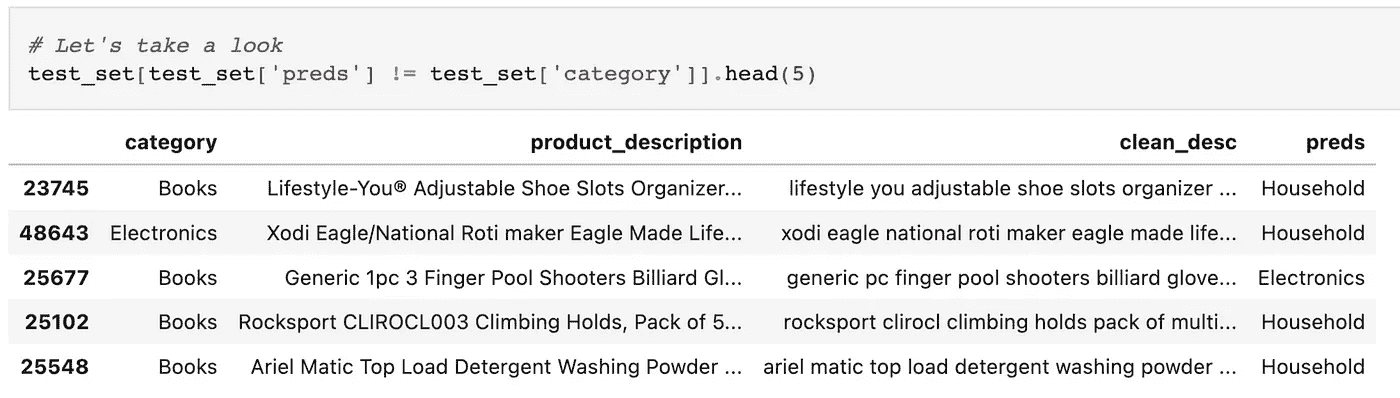 # Let's take a look
test_set[test_set['preds'] != test_set['category']].head(5)
category product_description clean_desc preds
23745 Books Lifestyle-You® Adjustable Shoe Slots Organizer... lifestyle you adjustable shoe slots organizer ... Household
48643 Electronics Xodi Eagle/National Roti maker Eagle Made Life... xodi eagle national roti maker eagle made life... Household
25677 Books Generic 1pc 3 Finger Pool Shooters Billiard Gl... generic pc finger pool shooters billiard glove... Electronics
25102 Books Rocksport CLIROCL003 Climbing Holds, Pack of 5... rocksport clirocl climbing holds pack of multi... Household
25548 Books Ariel Matic Top Load Detergent Washing Powder ... ariel matic top load detergent washing powder ... Household